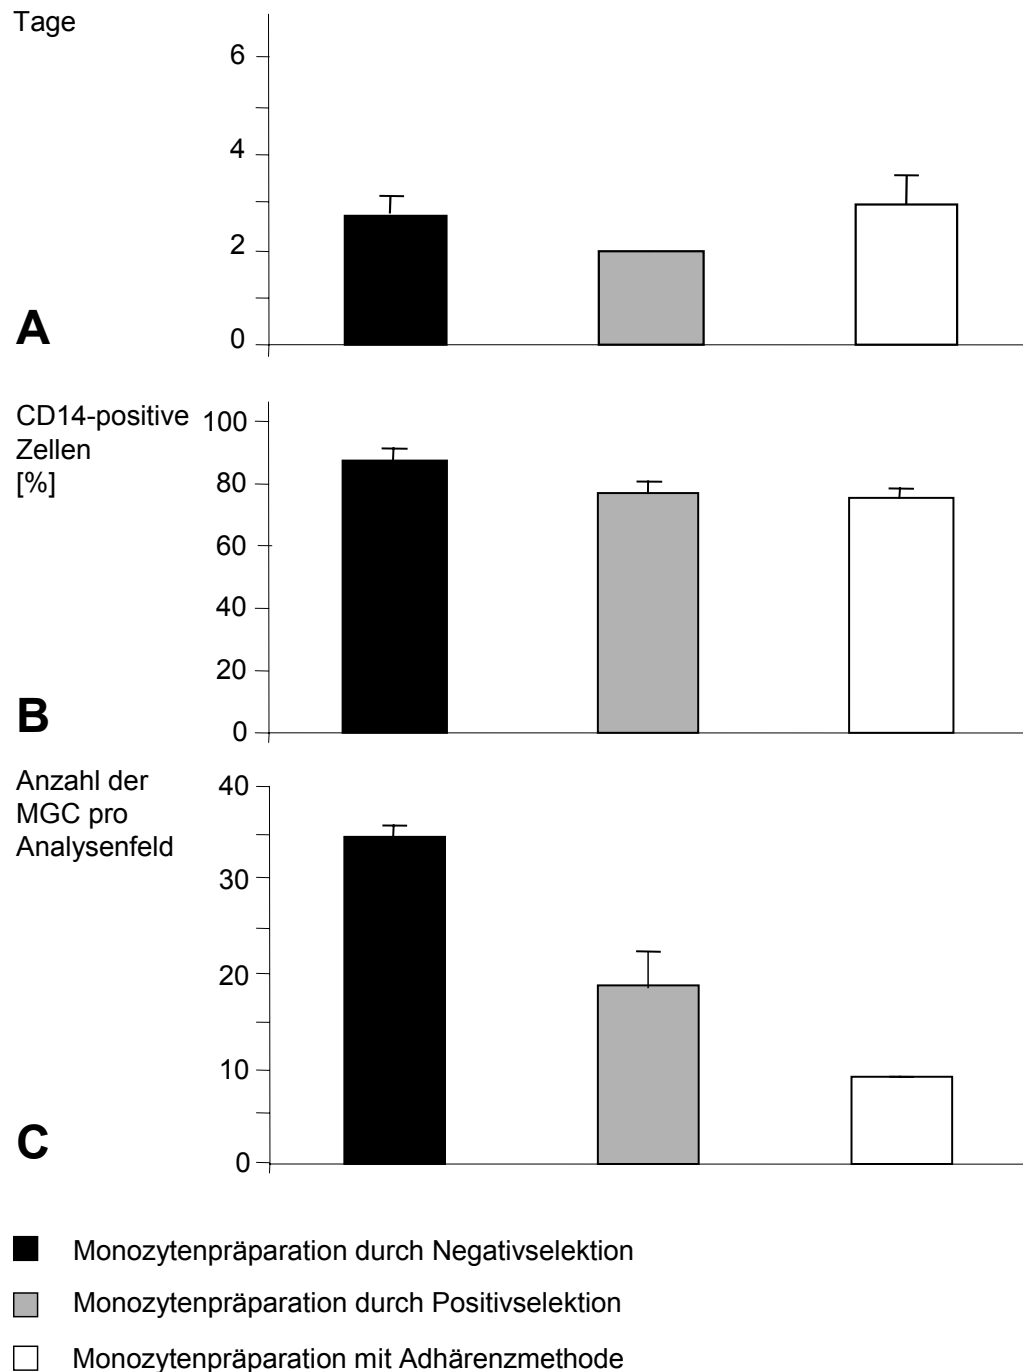 Tage
6
4
2
0
A
CD14-positive
Zellen
[%]
100
80
60
40
20
0
B
Anzahl der
MGC pro
Analysenfeld
40
30
20
10
0
C
Monozytenpräparation durch Negativselektion
Monozytenpräparation durch Positivselektion
Monozytenpräparation mit Adhärenzmethode